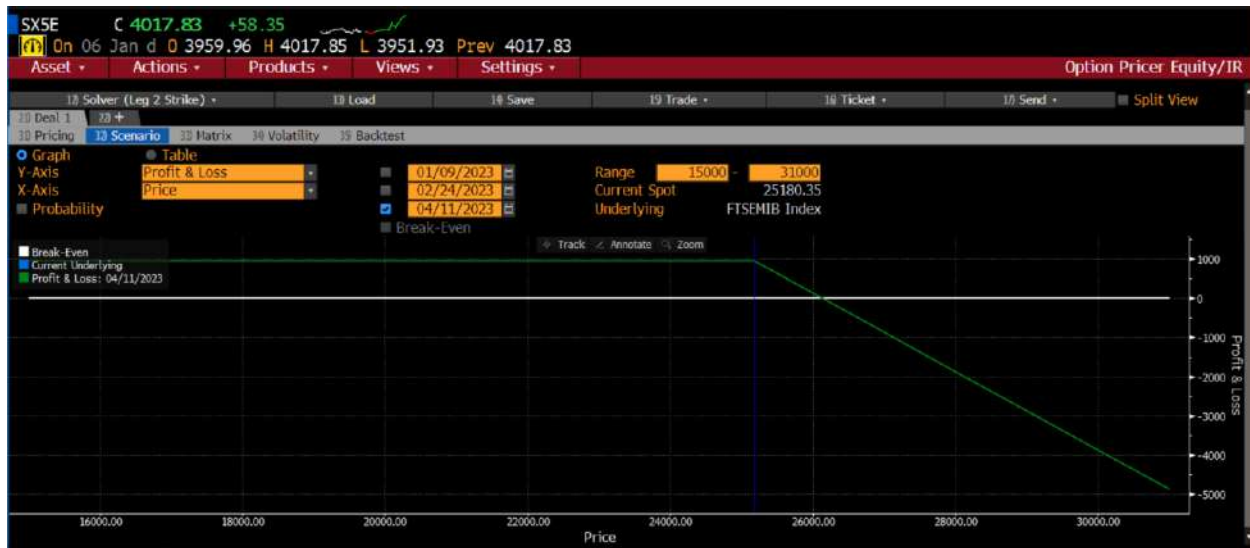 SX5E C 4017.83 +58.35
On 06 Jan d O 3959.96 H 4017.85 L 3951.93 Prev 4017.83
Asset Actions Products Views Settings Option Pricer Equity/IR
Solver (Leg 2 Strike) Load Save 19) Trade Ticket Send Split View
Deal 1 +
Pricing Scenario Matrix Volatility Backtest
Graph Table
Y-Axis Profit & Loss 01/09/2023 Range 15000 - 31000
X-Axis Price 02/24/2023 Current Spot 25180.35
Probability 04/11/2023 Underlying FTSEMIB Index
Break-Even
Track Annotate Zoom
Break-Even
Current Underlying
Profit & Loss: 04/11/2023
1000
0
-1000
-2000
-3000
-4000
-5000
Profit & Loss
16000.00 18000.00 20000.00 22000.00 24000.00 26000.00 28000.00 30000.00
Price